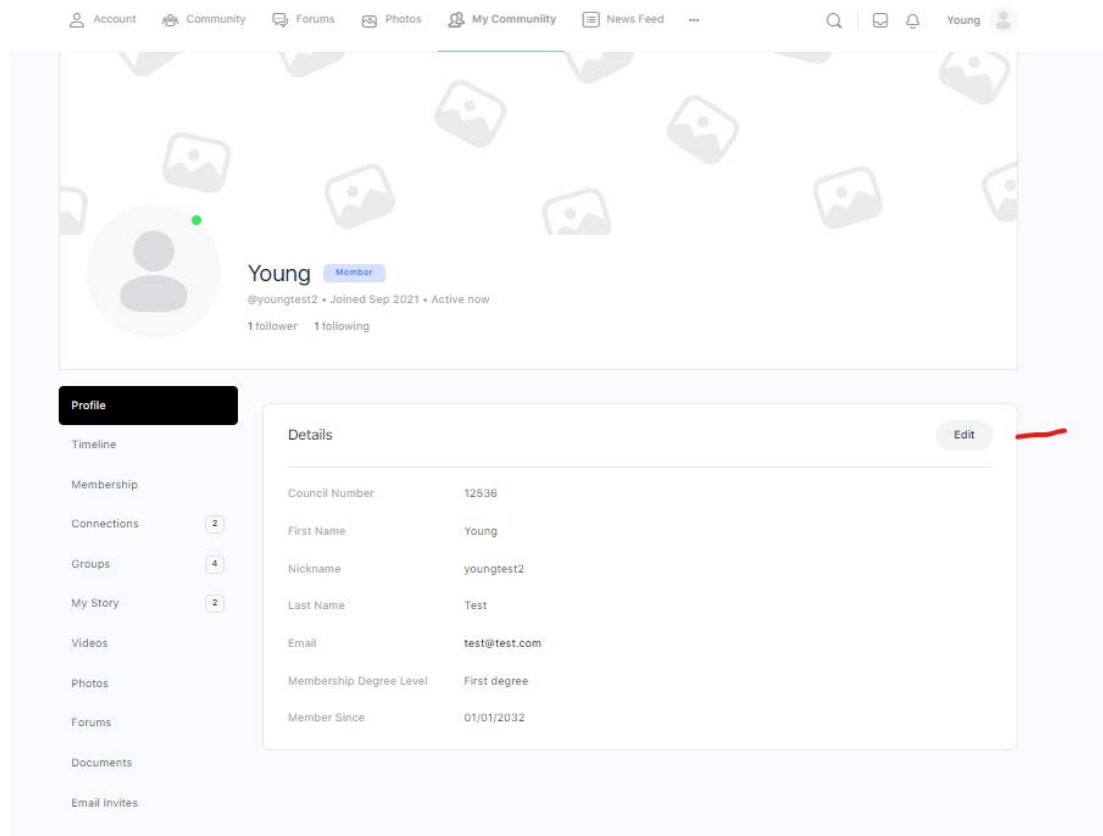 Account Community Forums Photos My Communiity News Feed ... Young
Young Member
@youngtest2 • Joined Sep 2021 • Active now
1 follower 1 following
Profile
Timeline
Membership
Connections 2
Groups 4
My Story 2
Videos
Photos
Forums
Documents
Email Invites
Details Edit
Council Number 12536
First Name Young
Nickname youngtest2
Last Name Test
Email test@test.com
Membership Degree Level First degree
Member Since 01/01/2032